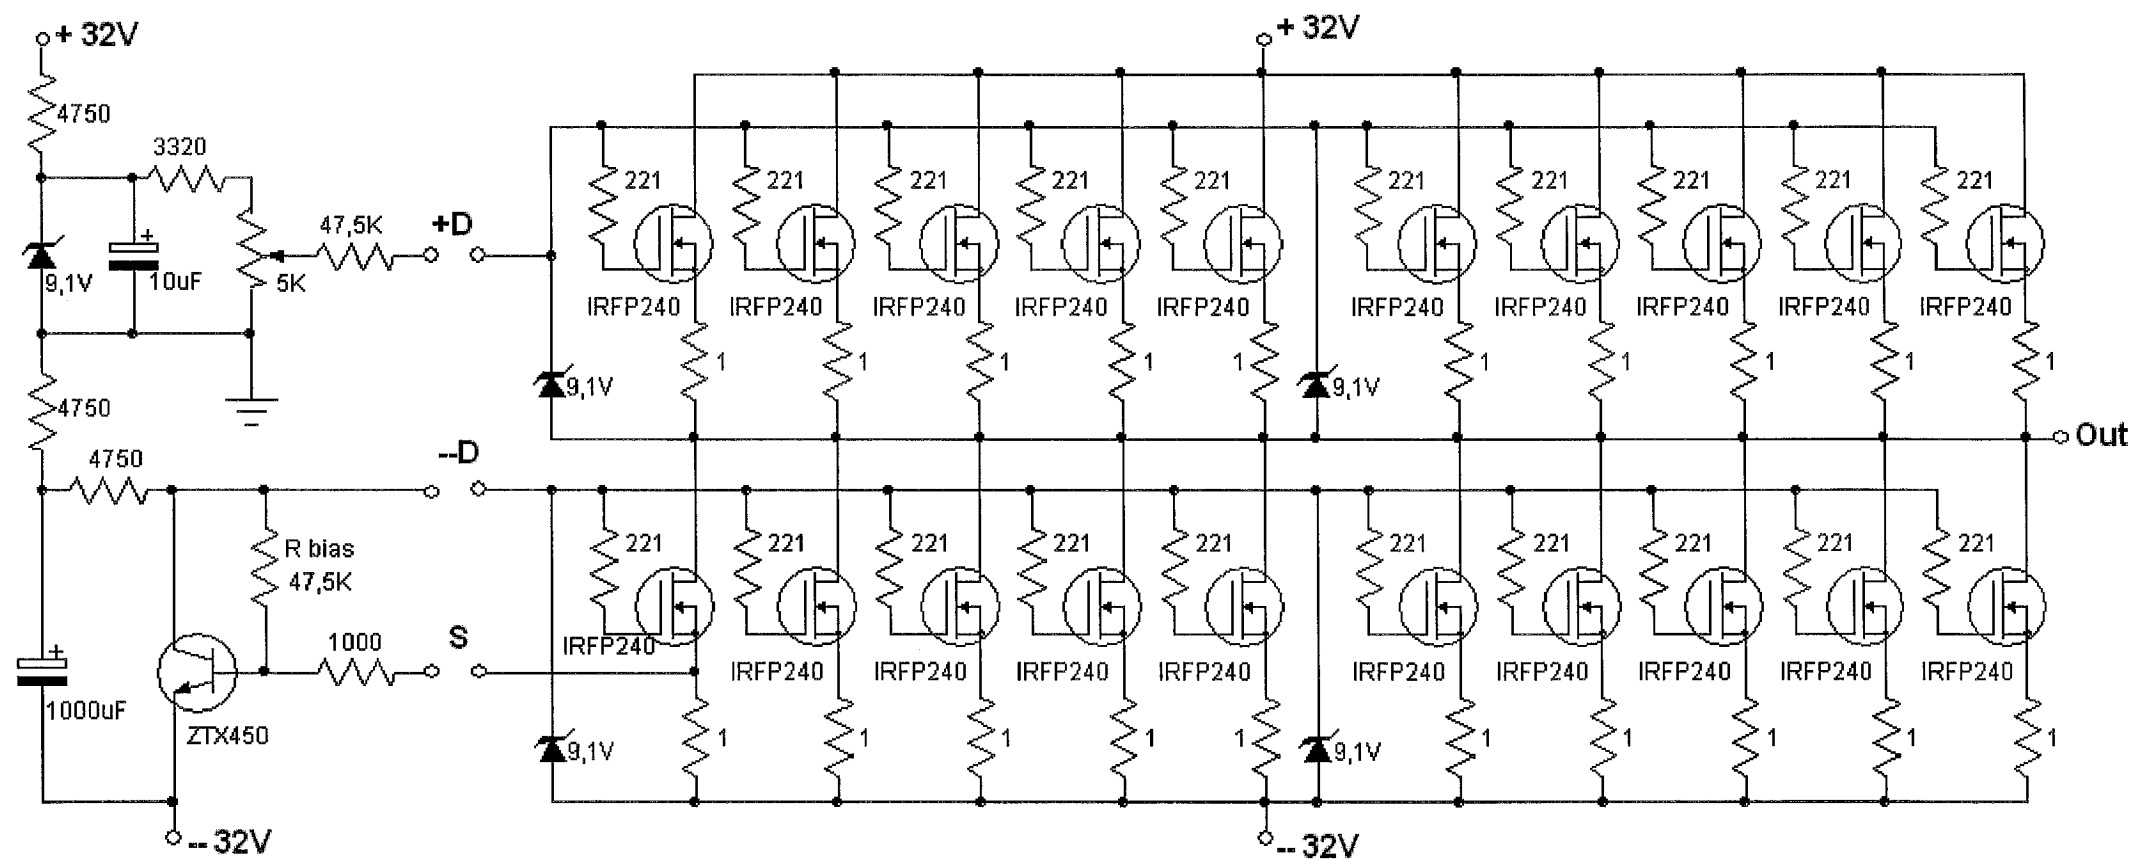 + 32V
+ 32V
4750
3320
221 221 221 221 221 221 221 221 221 221
47,5K
+D
+
9,1V
10uF
5K
IRFP240 IRFP240 IRFP240 IRFP240 IRFP240 IRFP240 IRFP240 IRFP240 IRFP240 IRFP240
1 1 1 1 1 1 1 1 1 1
9,1V
9,1V
4750
Out
4750
--D
R bias
47,5K
221 221 221 221 221 221 221 221 221 221
1000
S
IRFP240 IRFP240 IRFP240 IRFP240 IRFP240 IRFP240 IRFP240 IRFP240 IRFP240 IRFP240
+
1000uF
ZTX450
1 1 1 1 1 1 1 1 1 1
9,1V
9,1V
-- 32V
-- 32V